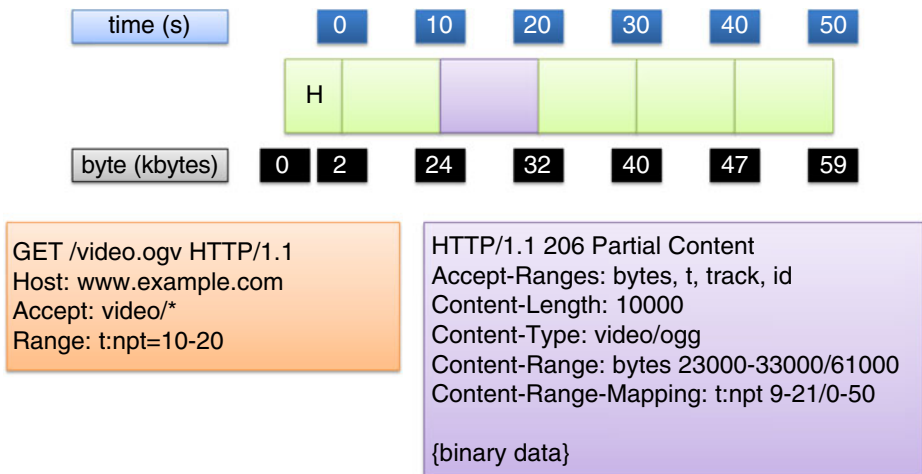 time (s) 0 10 20 30 40 50
H
byte (kbytes) 0 2 24 32 40 47 59
GET /video.ogv HTTP/1.1
Host: www.example.com
Accept: video/*
Range: t:npt=10-20
HTTP/1.1 206 Partial Content
Accept-Ranges: bytes, t, track, id
Content-Length: 10000
Content-Type: video/ogg
Content-Range: bytes 23000-33000/61000
Content-Range-Mapping: t:npt 9-21/0-50
{binary data}